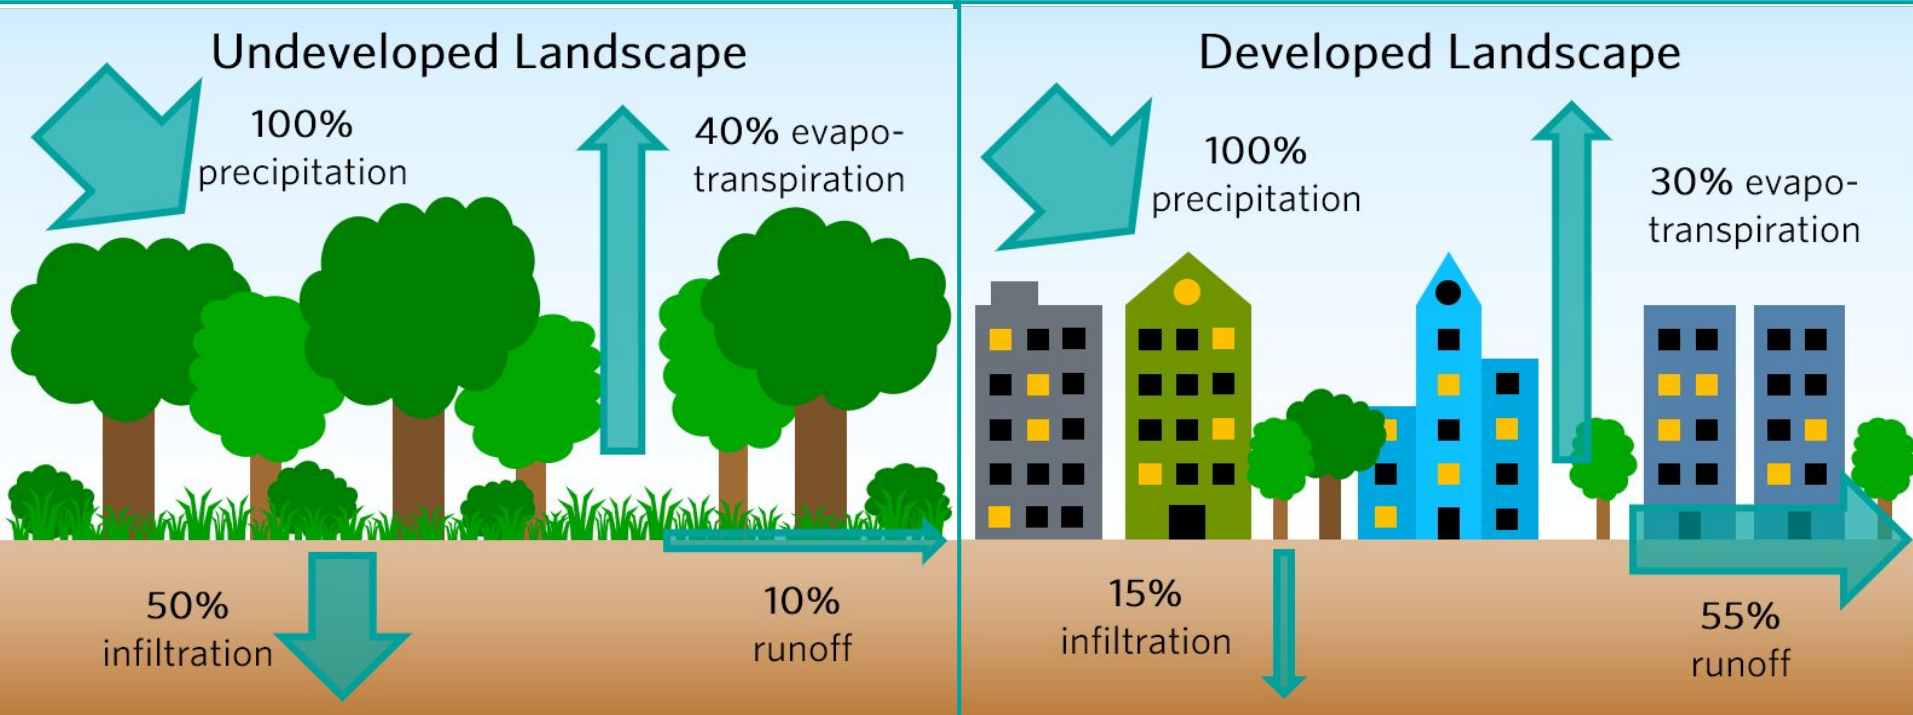 Undeveloped Landscape
100%
precipitation
40% evapo-
transpiration
50%
infiltration
10%
runoff
Developed Landscape
100%
precipitation
30% evapo-
transpiration
15%
infiltration
55%
runoff